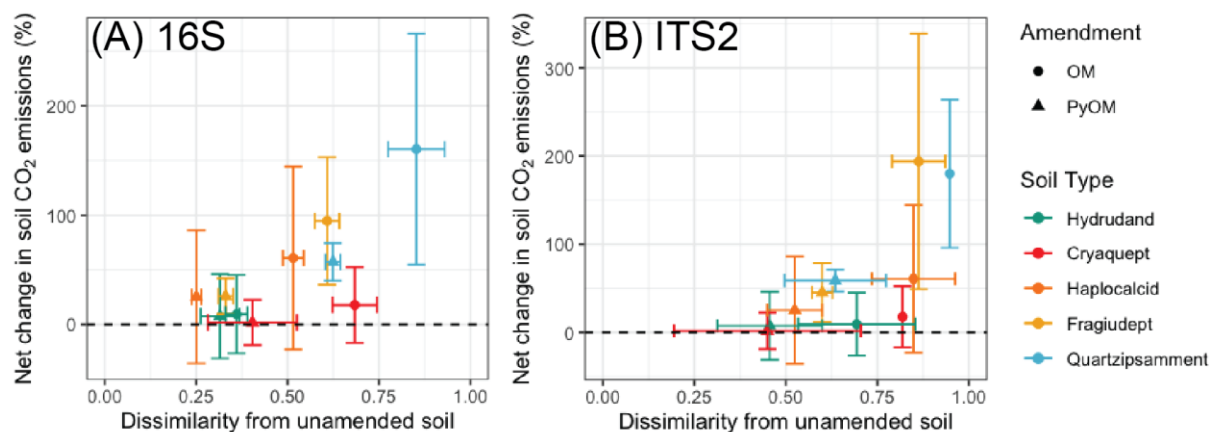 (A) 16S
Net change in soil CO₂ emissions (%)
200
100
0
0.00 0.25 0.50 0.75 1.00
Dissimilarity from unamended soil
(B) ITS2
Net change in soil CO₂ emissions (%)
300
200
100
0
0.00 0.25 0.50 0.75 1.00
Dissimilarity from unamended soil
Amendment
OM
PyOM
Soil Type
Hydrudand
Cryaquept
Haplocalcid
Fragiudept
Quartzipsamment